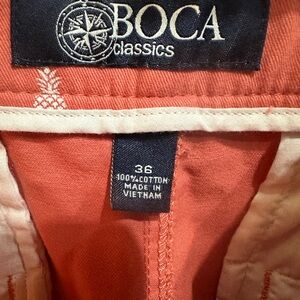 BOCA
classics
36
100% COTTON
MADE IN
VIETNAM